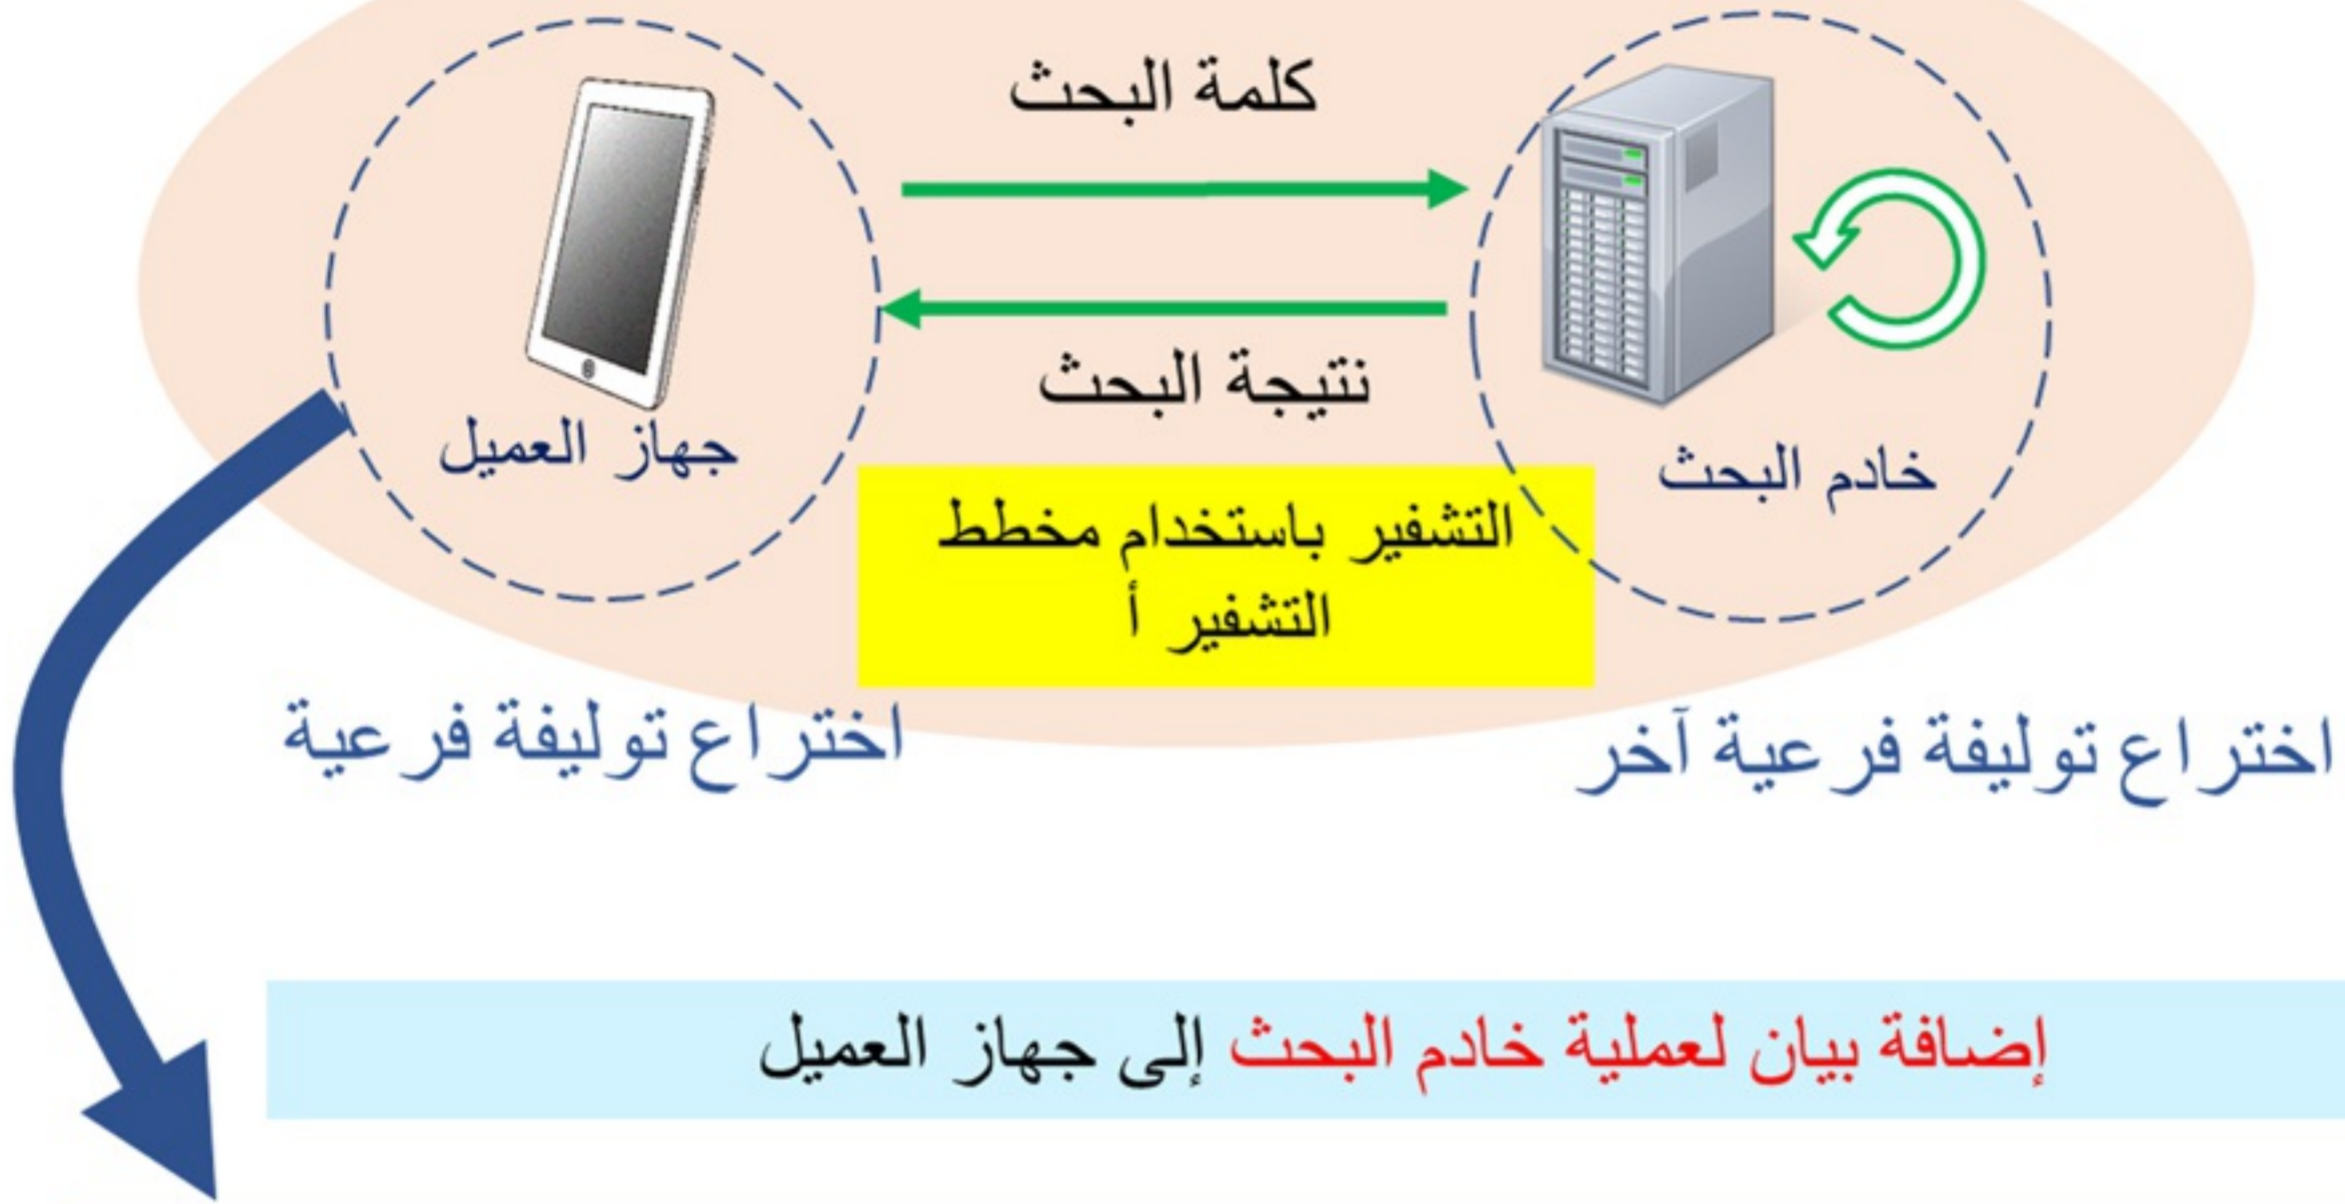 كلمة البحث
نتيجة البحث
جهاز العميل
خادم البحث
التشفير باستخدام مخطط
التشفير أ
اختراع توليفة فرعية
اختراع توليفة فرعية آخر
إضافة بيان لعملية خادم البحث إلى جهاز العميل